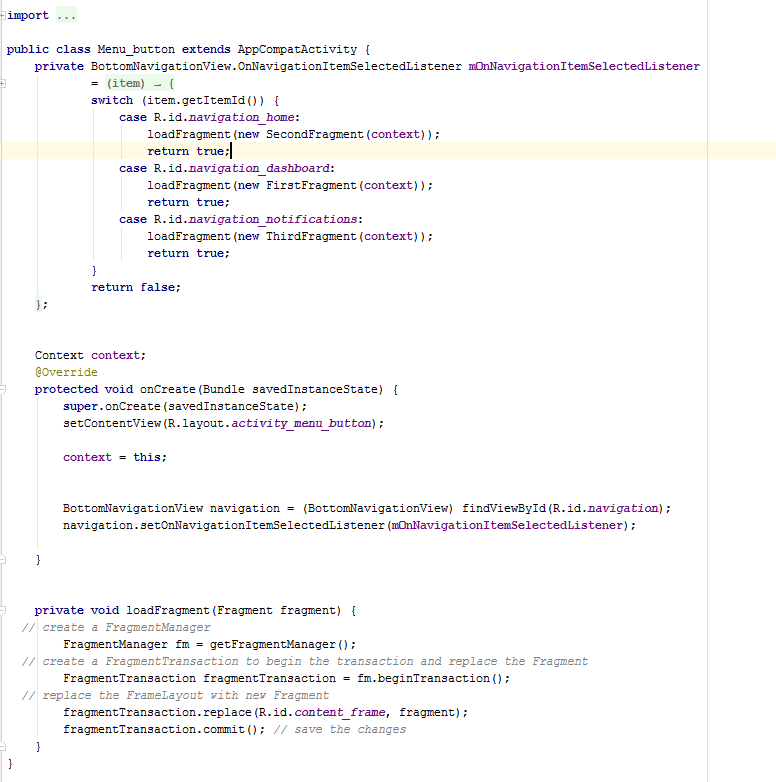 import ...
public class Menu_button extends AppCompatActivity {
private BottomNavigationView.OnNavigationItemSelectedListener mOnNavigationItemSelectedListener
= (item) → {
switch (item.getItemId()) {
case R.id.navigation_home:
loadFragment(new SecondFragment(context));
return true;
case R.id.navigation_dashboard:
loadFragment(new FirstFragment(context));
return true;
case R.id.navigation_notifications:
loadFragment(new ThirdFragment(context));
return true;
}
return false;
};
Context context;
@Override
protected void onCreate(Bundle savedInstanceState) {
super.onCreate(savedInstanceState);
setContentView(R.layout.activity_menu_button);
context = this;
BottomNavigationView navigation = (BottomNavigationView) findViewById(R.id.navigation);
navigation.setOnNavigationItemSelectedListener(mOnNavigationItemSelectedListener);
}
private void loadFragment(Fragment fragment) {
// create a FragmentManager
FragmentManager fm = getFragmentManager();
// create a FragmentTransaction to begin the transaction and replace the Fragment
FragmentTransaction fragmentTransaction = fm.beginTransaction();
// replace the FrameLayout with new Fragment
fragmentTransaction.replace(R.id.content_frame, fragment);
fragmentTransaction.commit(); // save the changes
}
}